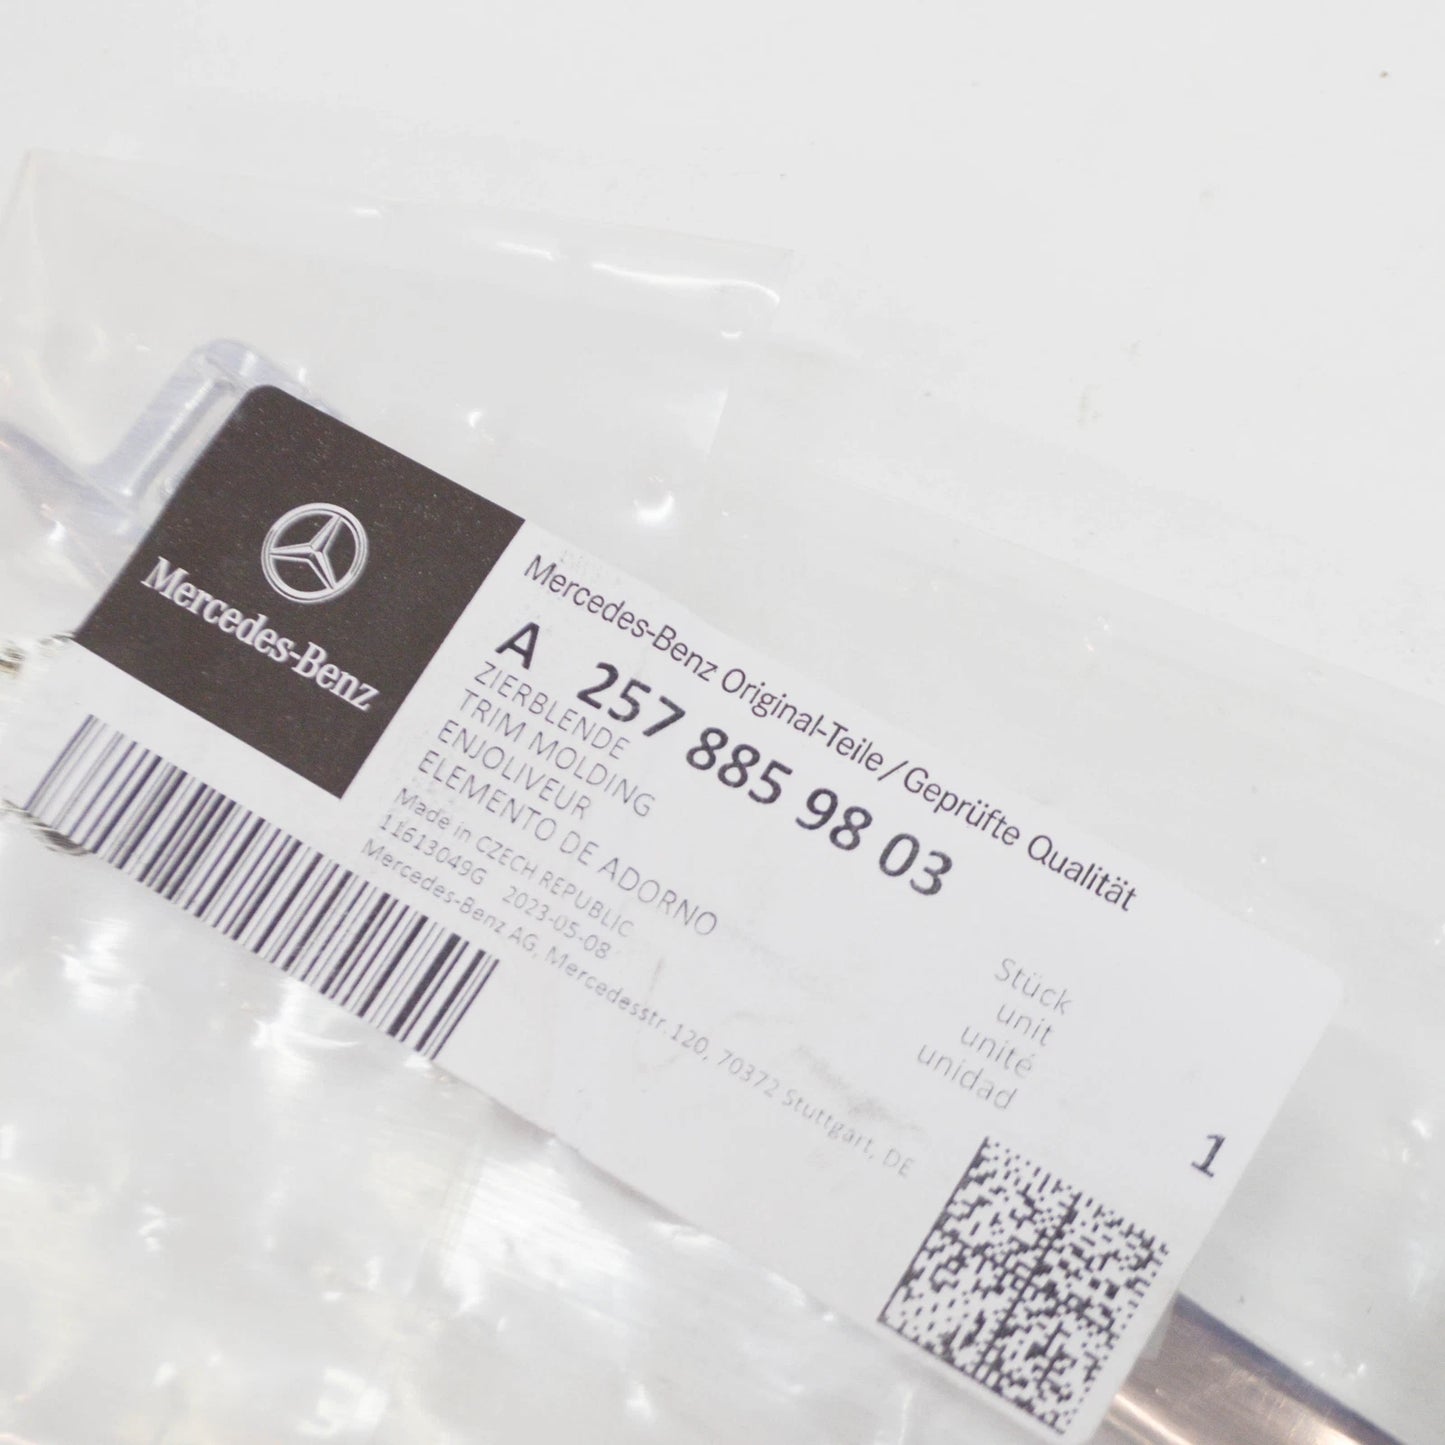 Mercedes-Benz
Mercedes-Benz Original-Teile / Geprüfte Qualität
A 257 885 98 03
ZIERBLENDE
TRIM MOLDING
ENJOLIVEUR
ELEMENTO DE ADORNO
Made in CZECH REPUBLIC
11613049G 2023-05-08
Mercedes-Benz AG, Mercedesstr.120, 70372 Stuttgart, DE
Stück
unit
unité
unidad
1